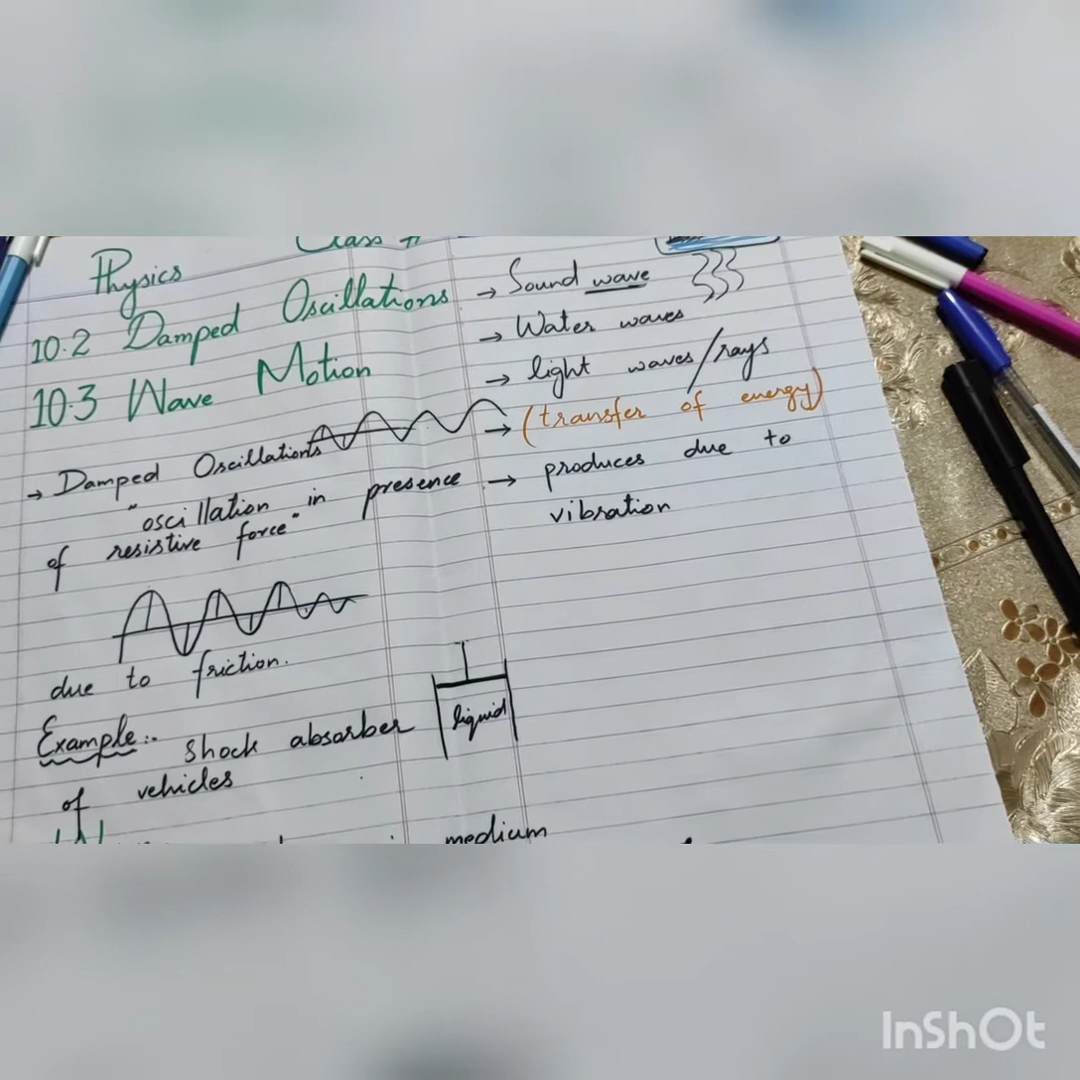 Physics
Class
10.2 Damped Oscillations
10.3 Wave Motion
→ Damped Oscillations
"oscillation" in presence
of resistive force
due to friction.
Example:-
shock absorber
of vehicles
liquid
medium
→ Sound wave
→ Water waves
→ light waves/rays
→ (transfer of energy)
→ produces due to
vibration
InShOt